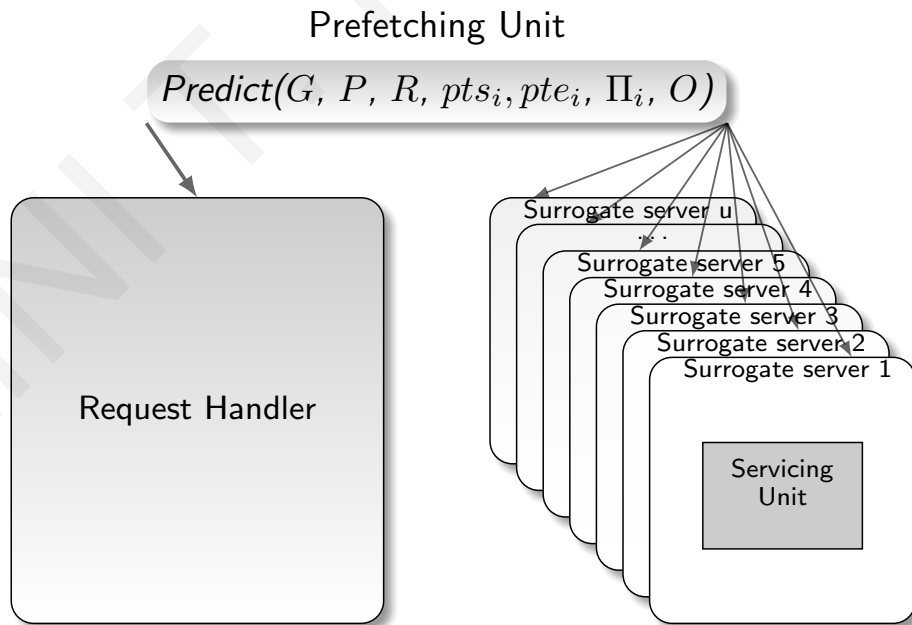 Prefetching Unit
Predict(G, P, R, pts_i, pte_i, Π_i, O)
Request Handler
Surrogate server u
...
Surrogate server 5
Surrogate server 4
Surrogate server 3
Surrogate server 2
Surrogate server 1
Servicing
Unit